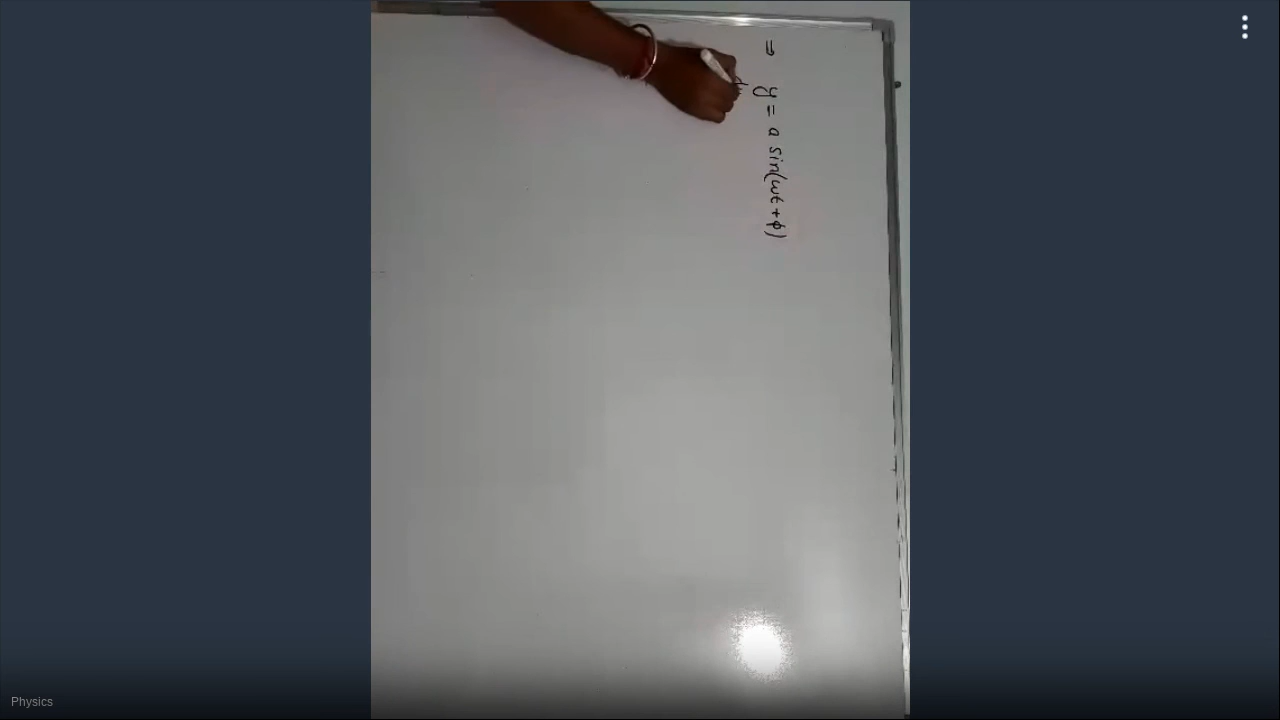 ⇒ y = a sin(ωt + φ)
Physics